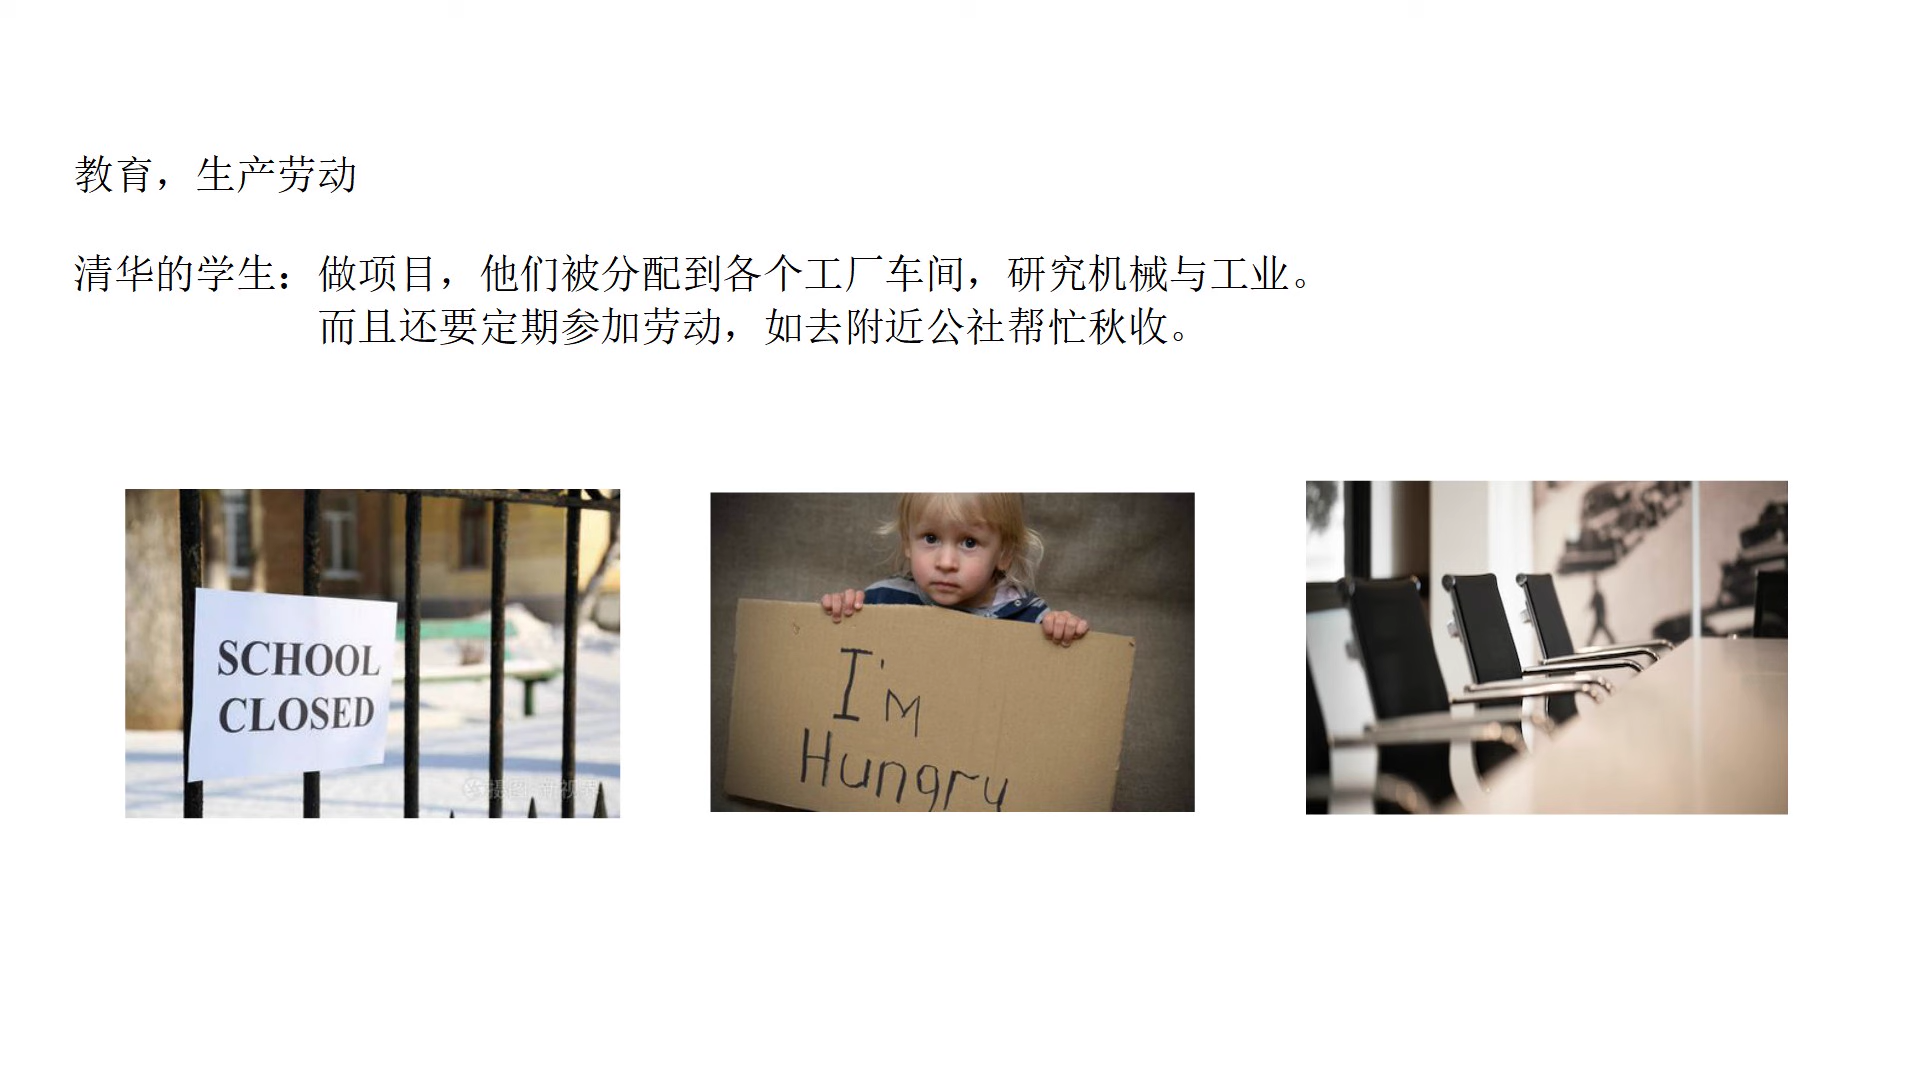 教育，生产劳动
清华的学生：做项目，他们被分配到各个工厂车间，研究机械与工业。
而且还要定期参加劳动，如去附近公社帮忙秋收。
SCHOOL
CLOSED
I'm
Hungry